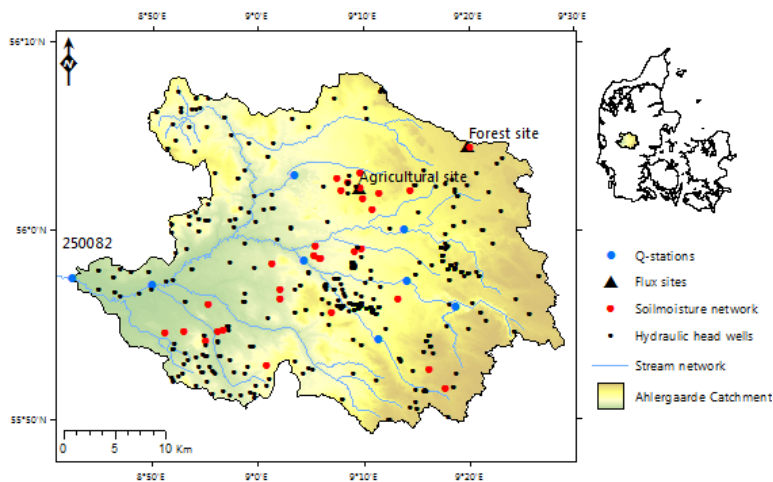 8°50'E 9°0'E 9°10'E 9°20'E 9°30'E
56°10'N
N
Forest site
Agricultural site
56°0'N
250082
55°50'N
0 5 10 Km
8°50'E 9°0'E 9°10'E 9°20'E
Q-stations
Flux sites
Soilmoisture network
Hydraulic head wells
Stream network
Ahlergaarde Catchment